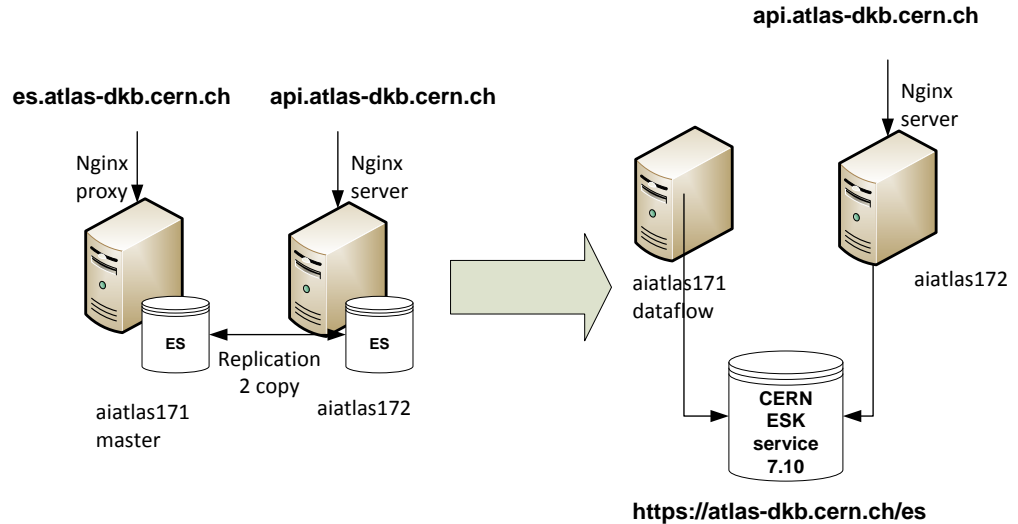 es.atlas-dkb.cern.ch
api.atlas-dkb.cern.ch
Nginx
proxy
Nginx
server
ES
ES
Replication
2 copy
aiatlas171
master
aiatlas172
api.atlas-dkb.cern.ch
Nginx
server
aiatlas171
dataflow
aiatlas172
CERN
ESK
service
7.10
https://atlas-dkb.cern.ch/es